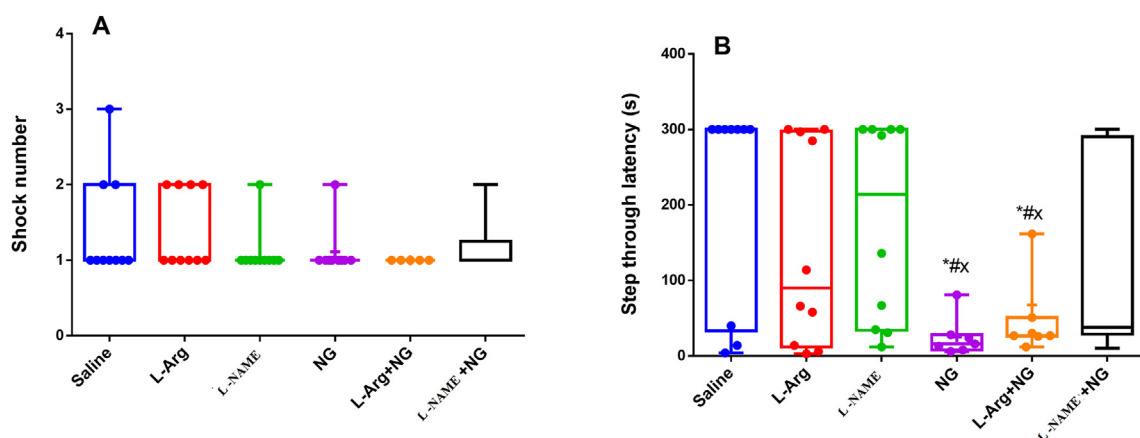 A
Shock number
4
3
2
1
0
Saline
L-Arg
L-NAME
NG
L-Arg+NG
L-NAME +NG
B
Step through latency (s)
400
300
200
100
0
*#x
*#x
Saline
L-Arg
L-NAME
NG
L-Arg+NG
L-NAME +NG